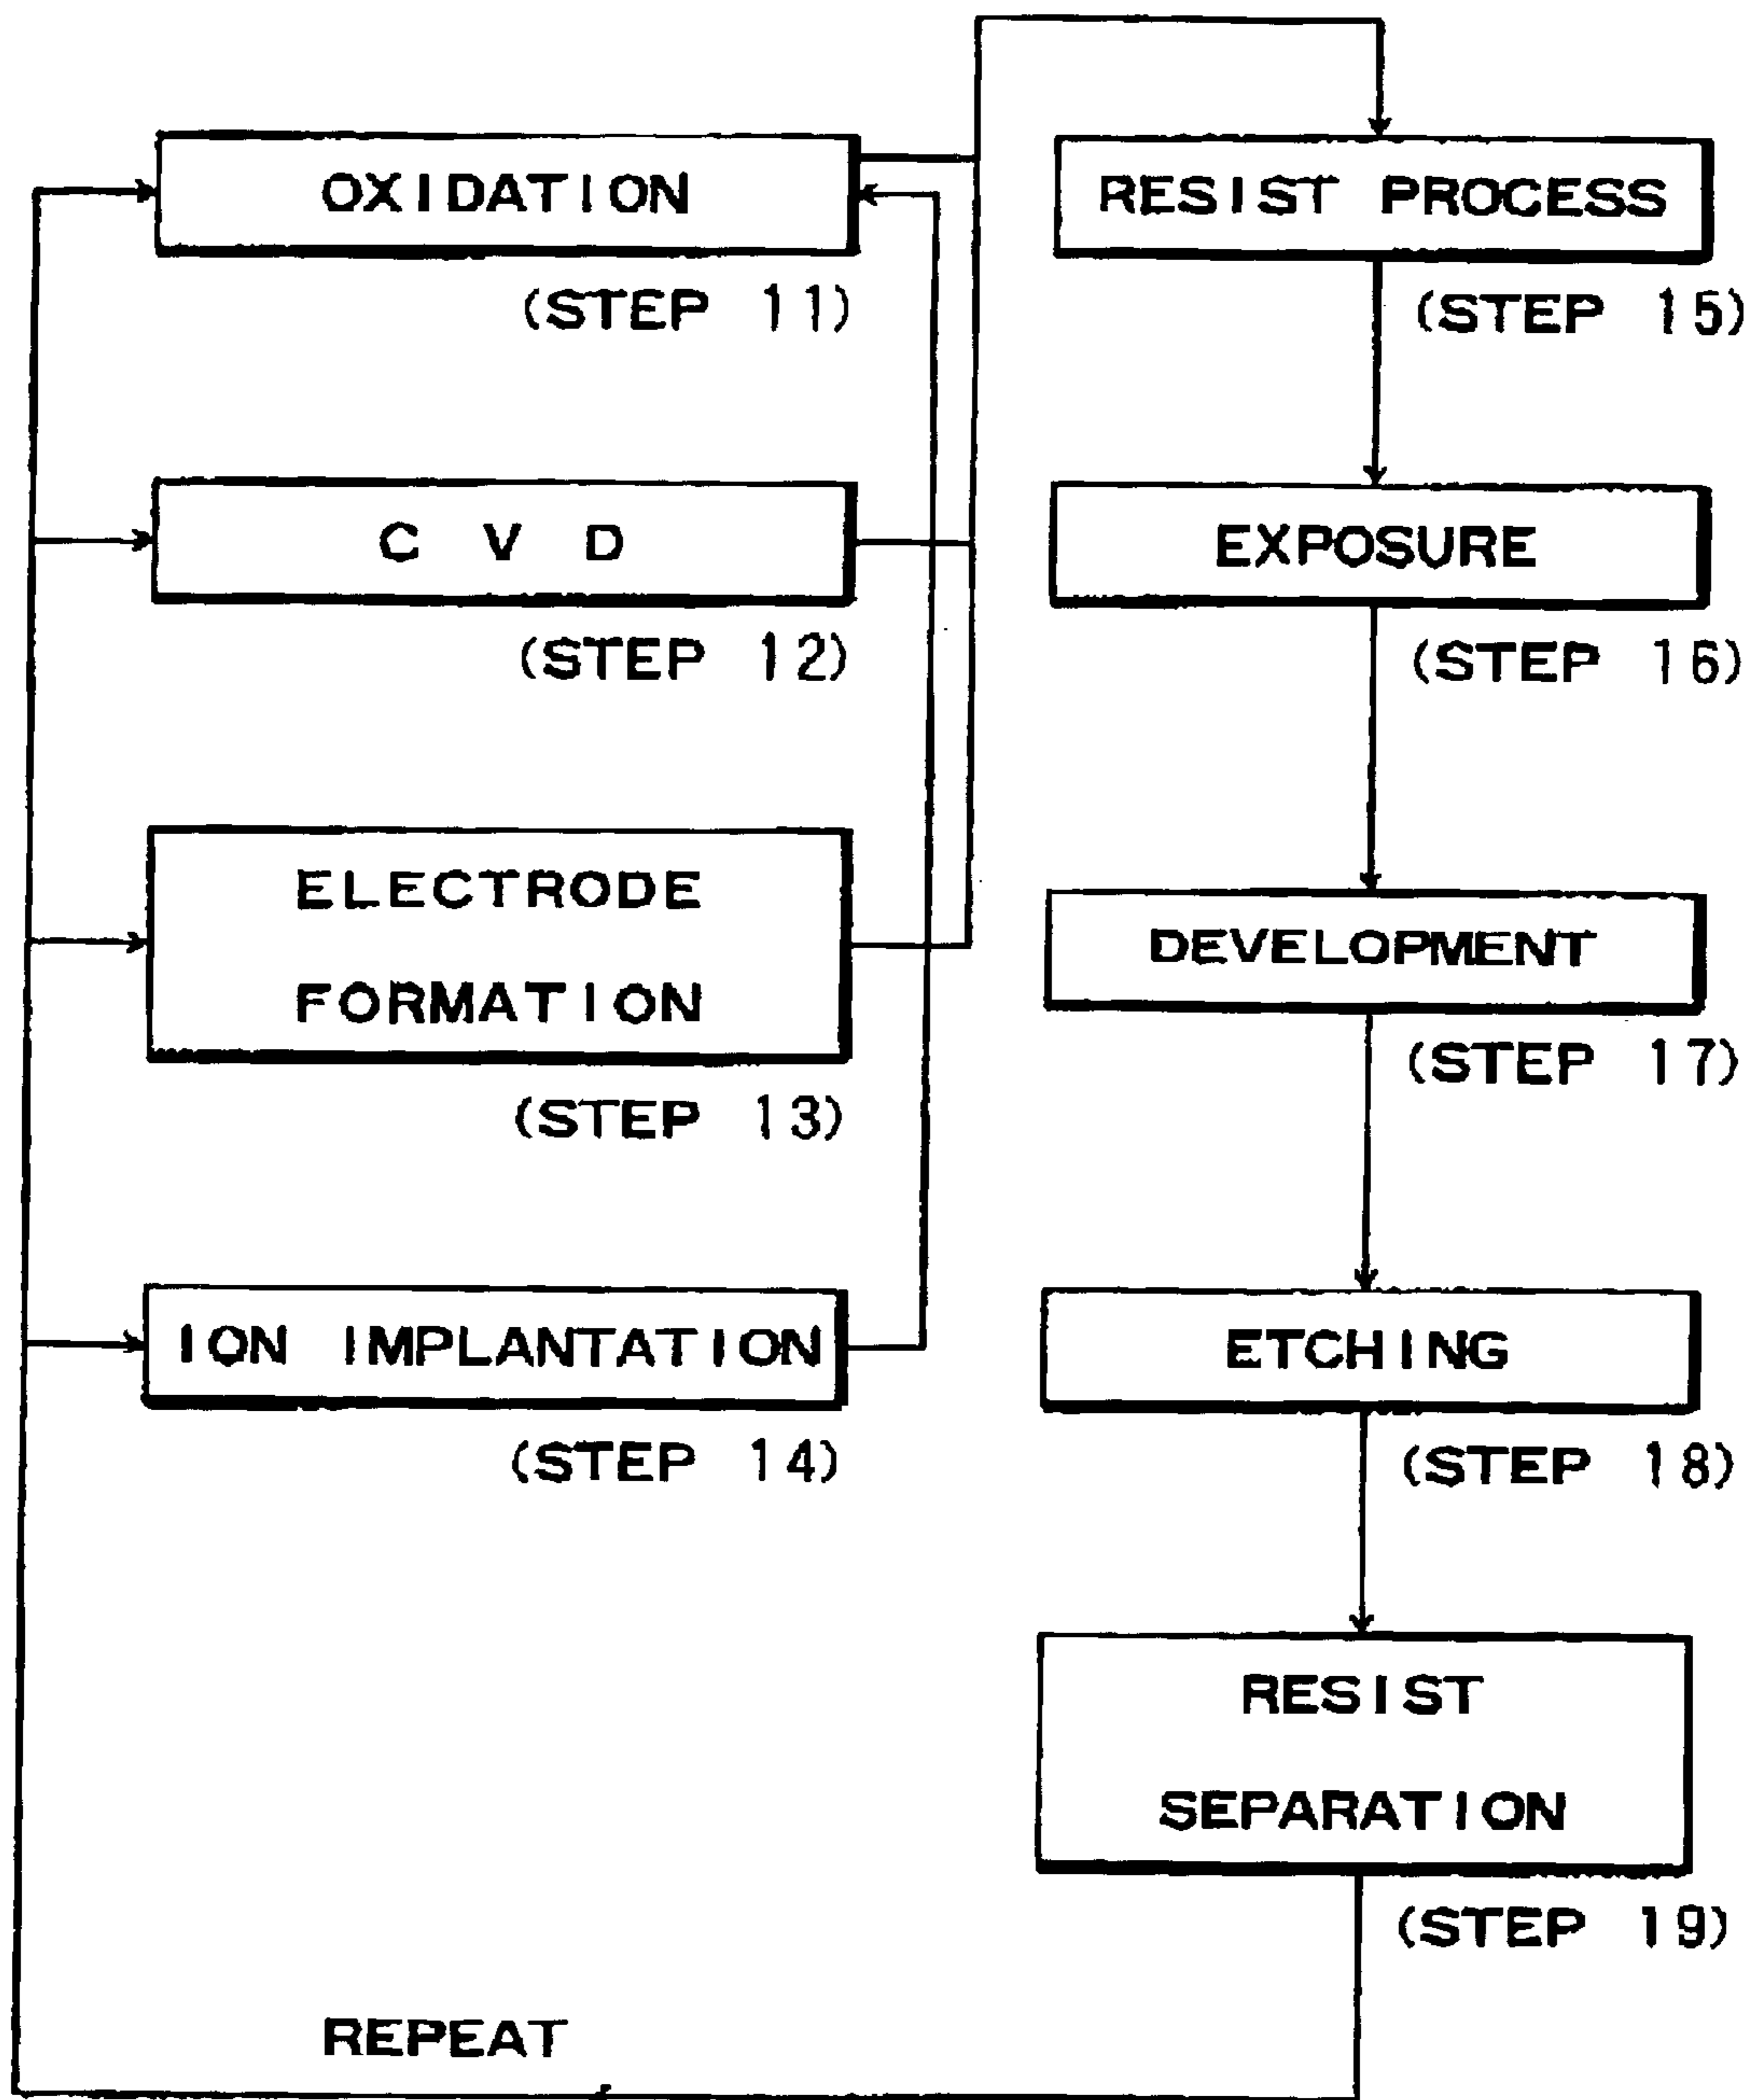 OXIDATION
(STEP 11)
CVD
(STEP 12)
ELECTRODE
FORMATION
(STEP 13)
ION IMPLANTATION
(STEP 14)
RESIST PROCESS
(STEP 15)
EXPOSURE
(STEP 16)
DEVELOPMENT
(STEP 17)
ETCHING
(STEP 18)
RESIST
SEPARATION
(STEP 19)
REPEAT